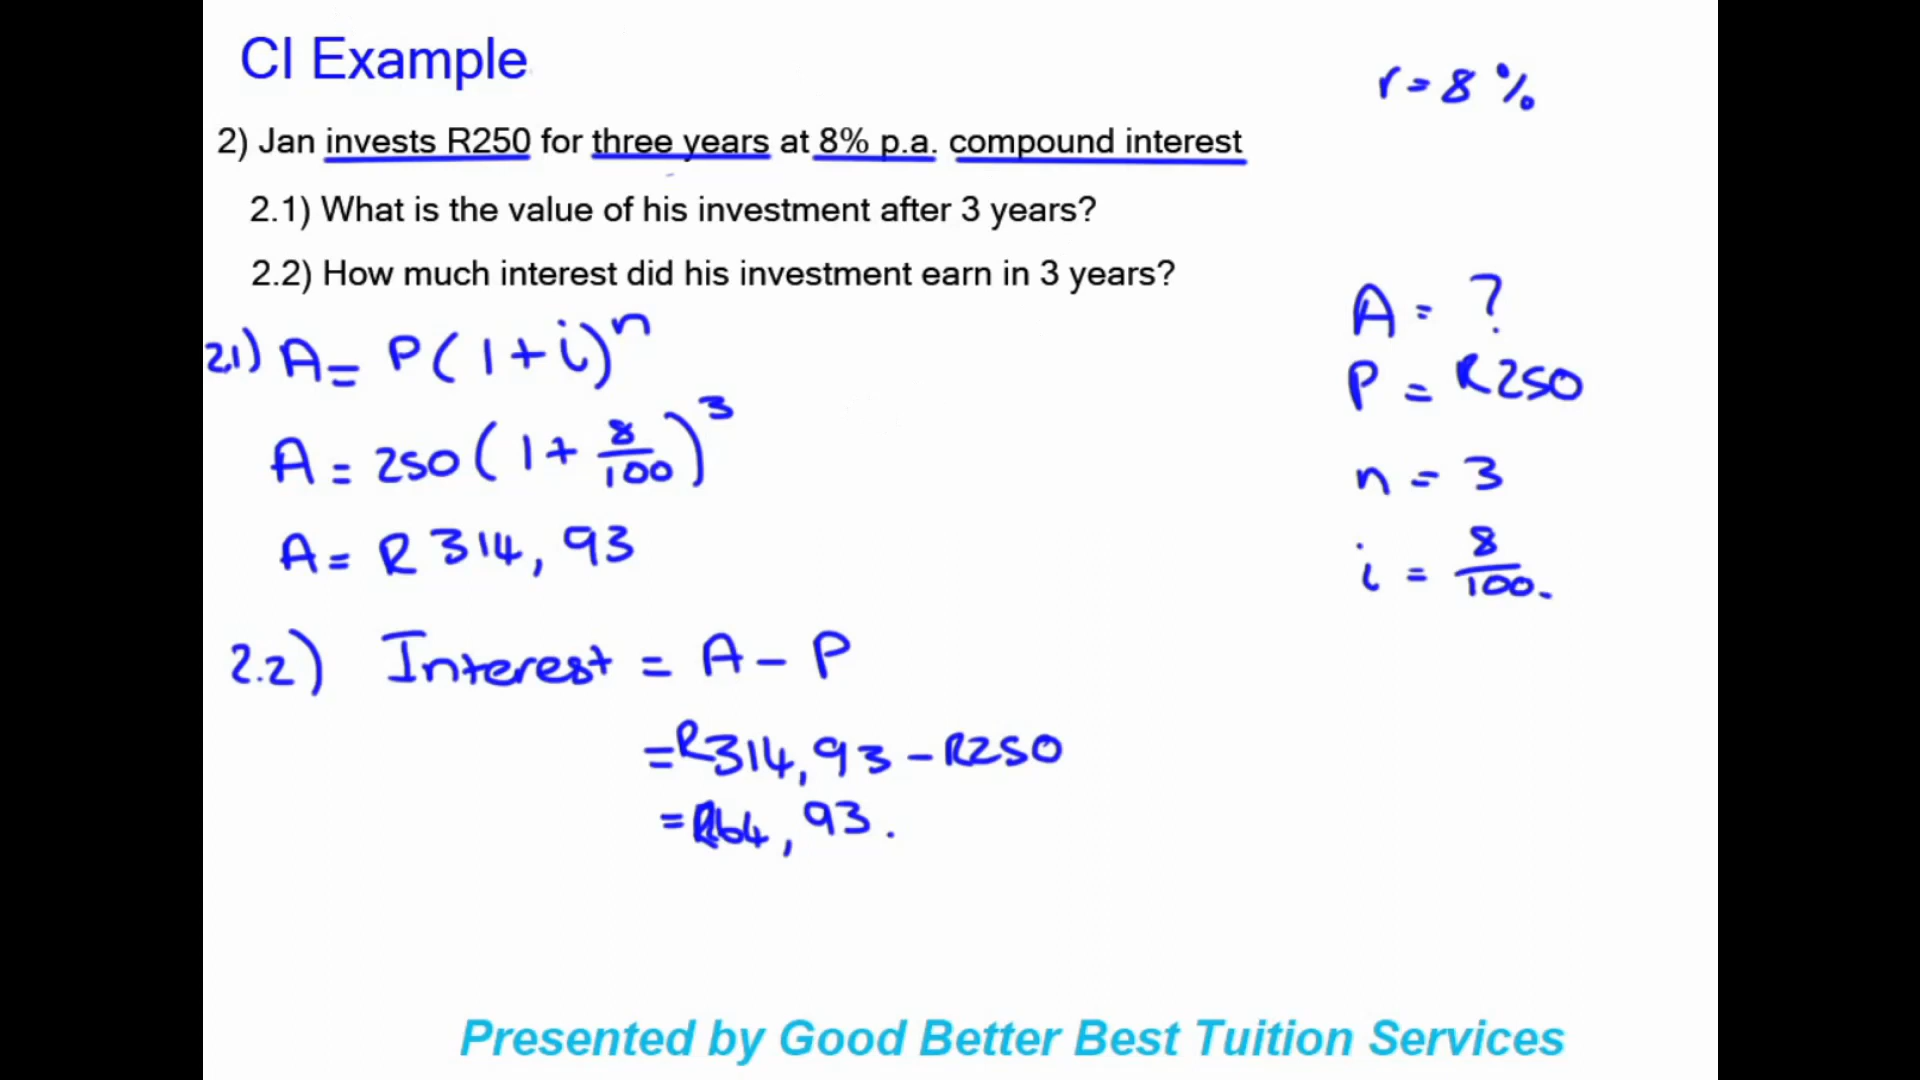 CI Example
r = 8 %
2) Jan invests R250 for three years at 8% p.a. compound interest
2.1) What is the value of his investment after 3 years?
2.2) How much interest did his investment earn in 3 years?
2.1) A = P(1+i)^n
A = 250(1+8/100)^3
A = R 314,93
2.2) Interest = A - P
=R314,93 - R250
=R64,93.
A = ?
P = R250
n = 3
i = 8/100.
Presented by Good Better Best Tuition Services